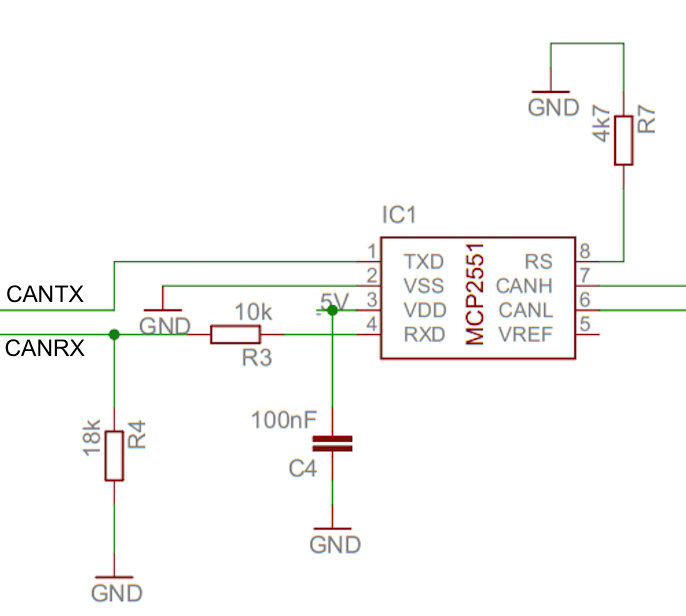 GND
4k7
R7
IC1
1
TXD
RS
8
2
VSS
CANH
7
3
VDD
CANL
6
4
RXD
VREF
5
MCP2551
CANTX
GND
5V
10k
CANRX
R3
18k
R4
100nF
C4
GND
GND